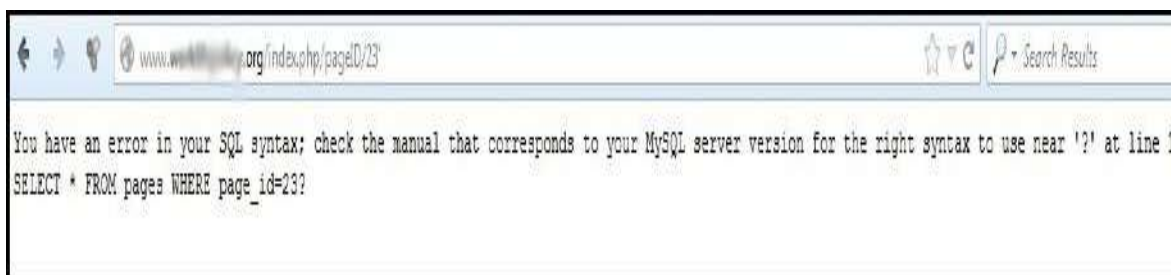 www. .org/index.php/pageID/23'
Search Results
You have an error in your SQL syntax; check the manual that corresponds to your MySQL server version for the right syntax to use near '?' at line
SELECT * FROM pages WHERE page_id=23?